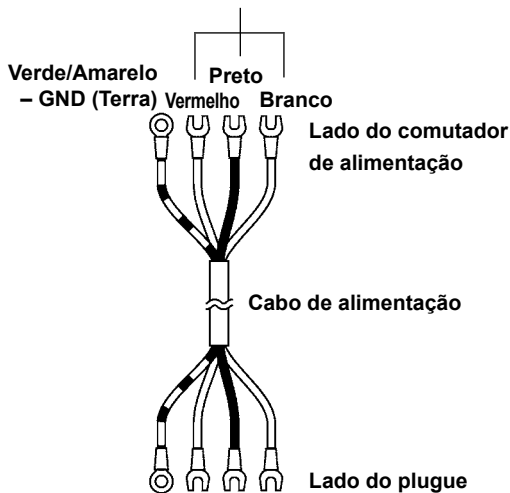 Verde/Amarelo
– GND (Terra)
Vermelho
Preto
Branco
Lado do comutador
de alimentação
Cabo de alimentação
Lado do plugue